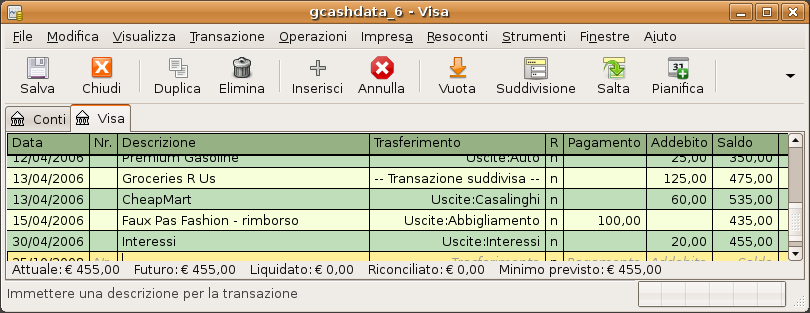 gcashdata_6 - Visa
File Modifica Visualizza Transazione Operazioni Impresa Resoconti Strumenti Finestre Aiuto
Salva Chiudi Duplica Elimina Inserisci Annulla Vuota Suddivisione Salta Pianifica
Conti Visa
Data Nr. Descrizione Trasferimento R Pagamento Addebito Saldo
12/04/2006 Premium Gasoline Uscite:Auto n 25,00 350,00
13/04/2006 Groceries R Us -- Transazione suddivisa -- n 125,00 475,00
13/04/2006 CheapMart Uscite:Casalinghi n 60,00 535,00
15/04/2006 Faux Pas Fashion - rimborso Uscite:Abbigliamento n 100,00 435,00
30/04/2006 Interessi Uscite:Interessi n 20,00 455,00
Nr. Trasferimento n Pagamento Addebito Saldo
Attuale: € 455,00 Futuro: € 455,00 Liquidato: € 0,00 Riconciliato: € 0,00 Minimo previsto: € 455,00
Immettere una descrizione per la transazione